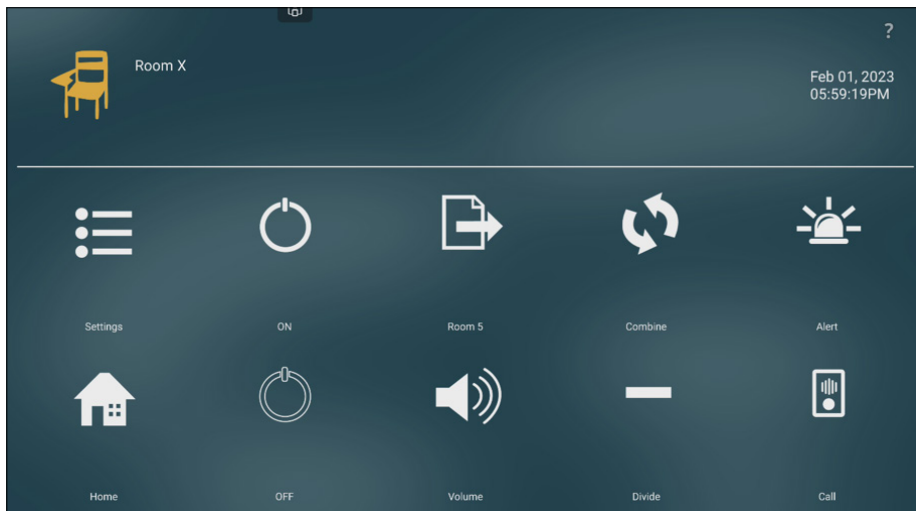 ?
Room X
Feb 01, 2023
05:59:19PM
Settings
ON
Room 5
Combine
Alert
Home
OFF
Volume
Divide
Call